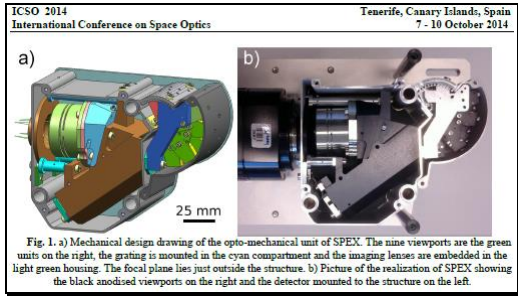 ICSO 2014 Tenerife, Canary Islands, Spain
International Conference on Space Optics 7 - 10 October 2014
a)
b)
25 mm
Fig. 1. a) Mechanical design drawing of the opto-mechanical unit of SPEX. The nine viewports are the green
units on the right, the grating is mounted in the cyan compartment and the imaging lenses are embedded in the
light green housing. The focal plane lies just outside the structure. b) Picture of the realization of SPEX showing
the black anodised viewports on the right and the detector mounted to the structure on the left.